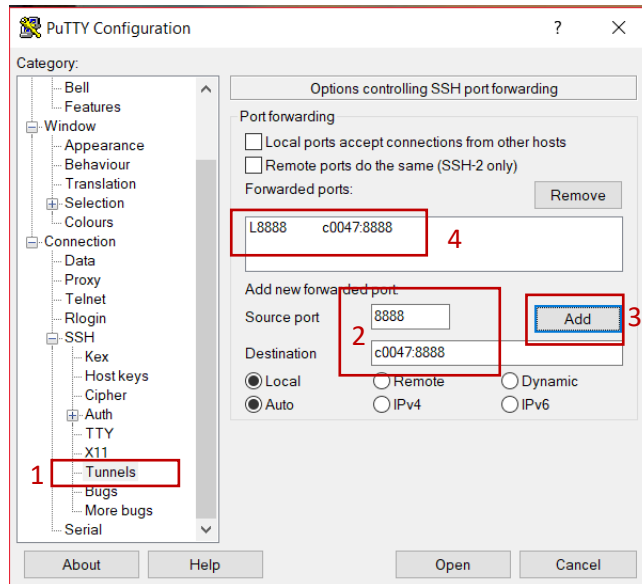 PuTTY Configuration
?
Category:
Bell
Features
Window
Appearance
Behaviour
Translation
Selection
Colours
Connection
Data
Proxy
Telnet
Rlogin
SSH
Kex
Host keys
Cipher
Auth
TTY
X11
1
Tunnels
Bugs
More bugs
Serial
Options controlling SSH port forwarding
Port forwarding
Local ports accept connections from other hosts
Remote ports do the same (SSH-2 only)
Forwarded ports:
Remove
L8888 c0047:8888
4
Add new forwarded port:
Source port 8888 Add 3
2
Destination c0047:8888
Local Remote Dynamic
Auto IPv4 IPv6
About Help Open Cancel